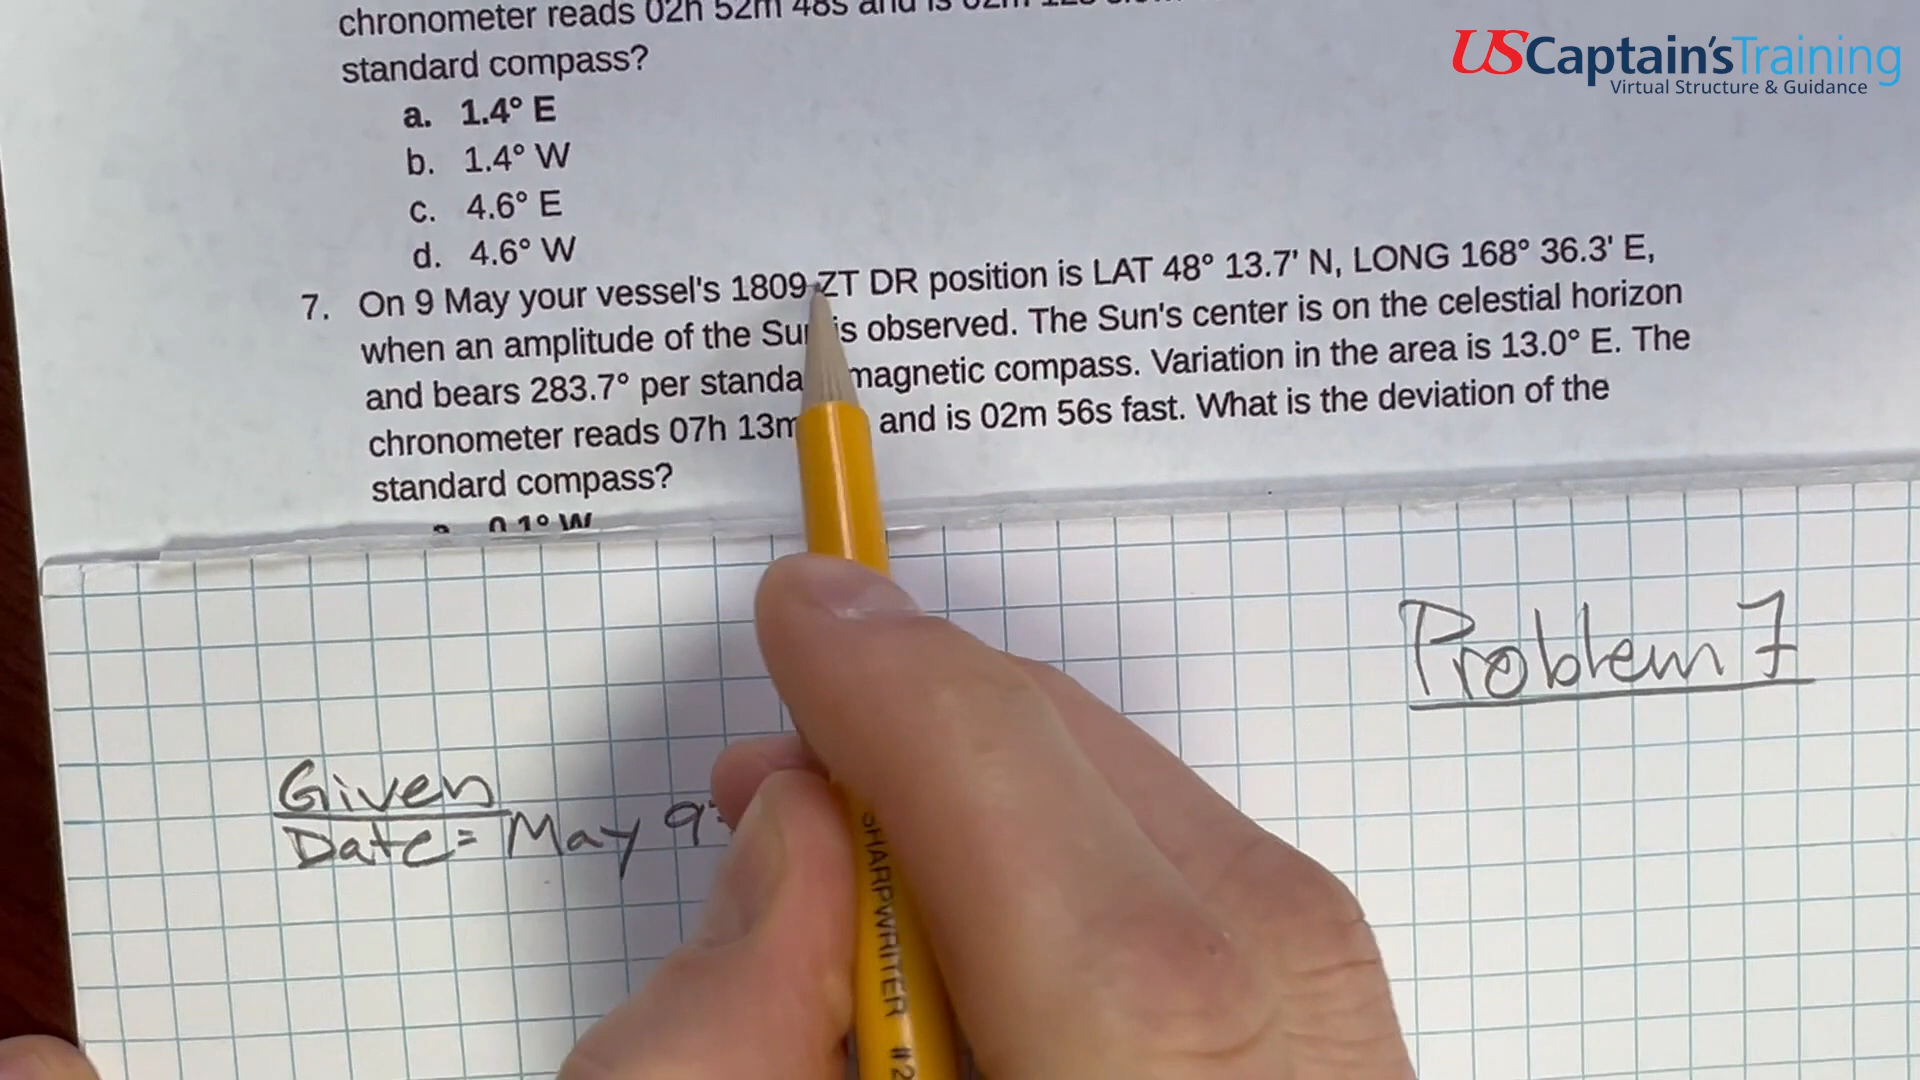 chronometer reads 02h 52m 48s and is 02m
standard compass?
a. 1.4° E
b. 1.4° W
c. 4.6° E
d. 4.6° W
7. On 9 May your vessel's 1809 ZT DR position is LAT 48° 13.7' N, LONG 168° 36.3' E,
when an amplitude of the Sun is observed. The Sun's center is on the celestial horizon
and bears 283.7° per standa magnetic compass. Variation in the area is 13.0° E. The
chronometer reads 07h 13m and is 02m 56s fast. What is the deviation of the
standard compass?
a. 0.1° W
USCaptain'sTraining
Virtual Structure & Guidance
Problem 7
Given
Date = May 9
SHARPWRITER #2